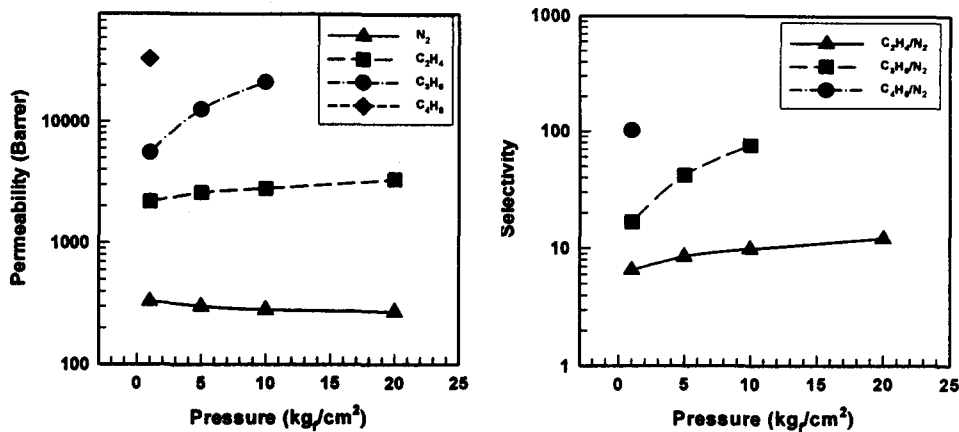 N2
C2H4
C3H6
C4H8
10000
1000
100
0
5
10
15
20
25
Permeability (Barrer)
Pressure (kgf/cm2)
C2H4/N2
C3H6/N2
C4H8/N2
1000
100
10
1
0
5
10
15
20
25
Selectivity
Pressure (kgf/cm2)